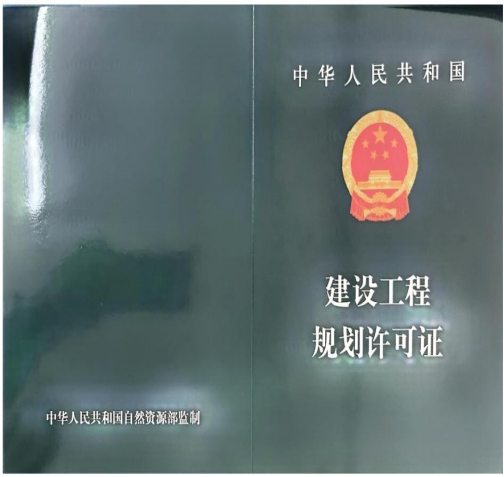 中华人民共和国
建设工程
规划许可证
中华人民共和国自然资源部监制